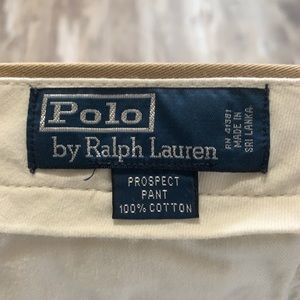 Polo
by Ralph Lauren
RN 41381
MADE IN
SRI LANKA
PROSPECT
PANT
100% COTTON